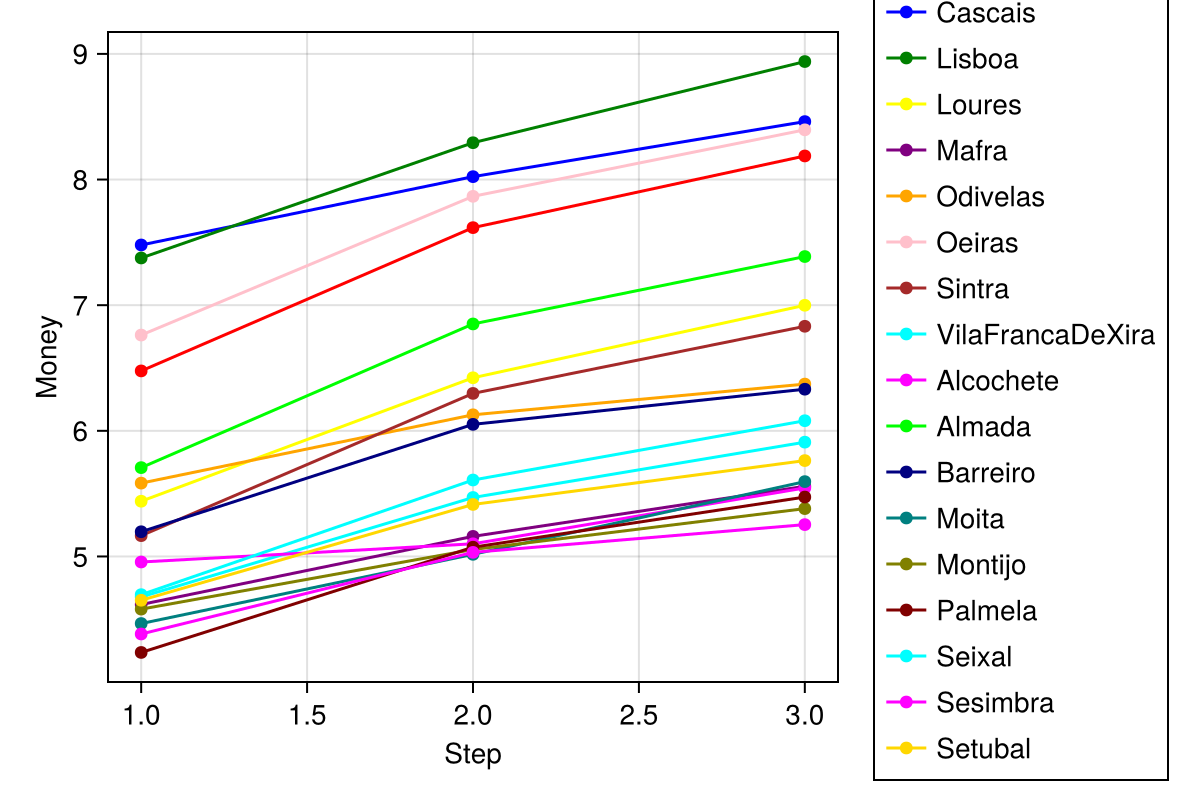 9
8
7
6
5
Money
1.0 1.5 2.0 2.5 3.0
Step
Cascais
Lisboa
Loures
Mafra
Odivelas
Oeiras
Sintra
VilaFrancaDeXira
Alcochete
Almada
Barreiro
Moita
Montijo
Palmela
Seixal
Sesimbra
Setubal